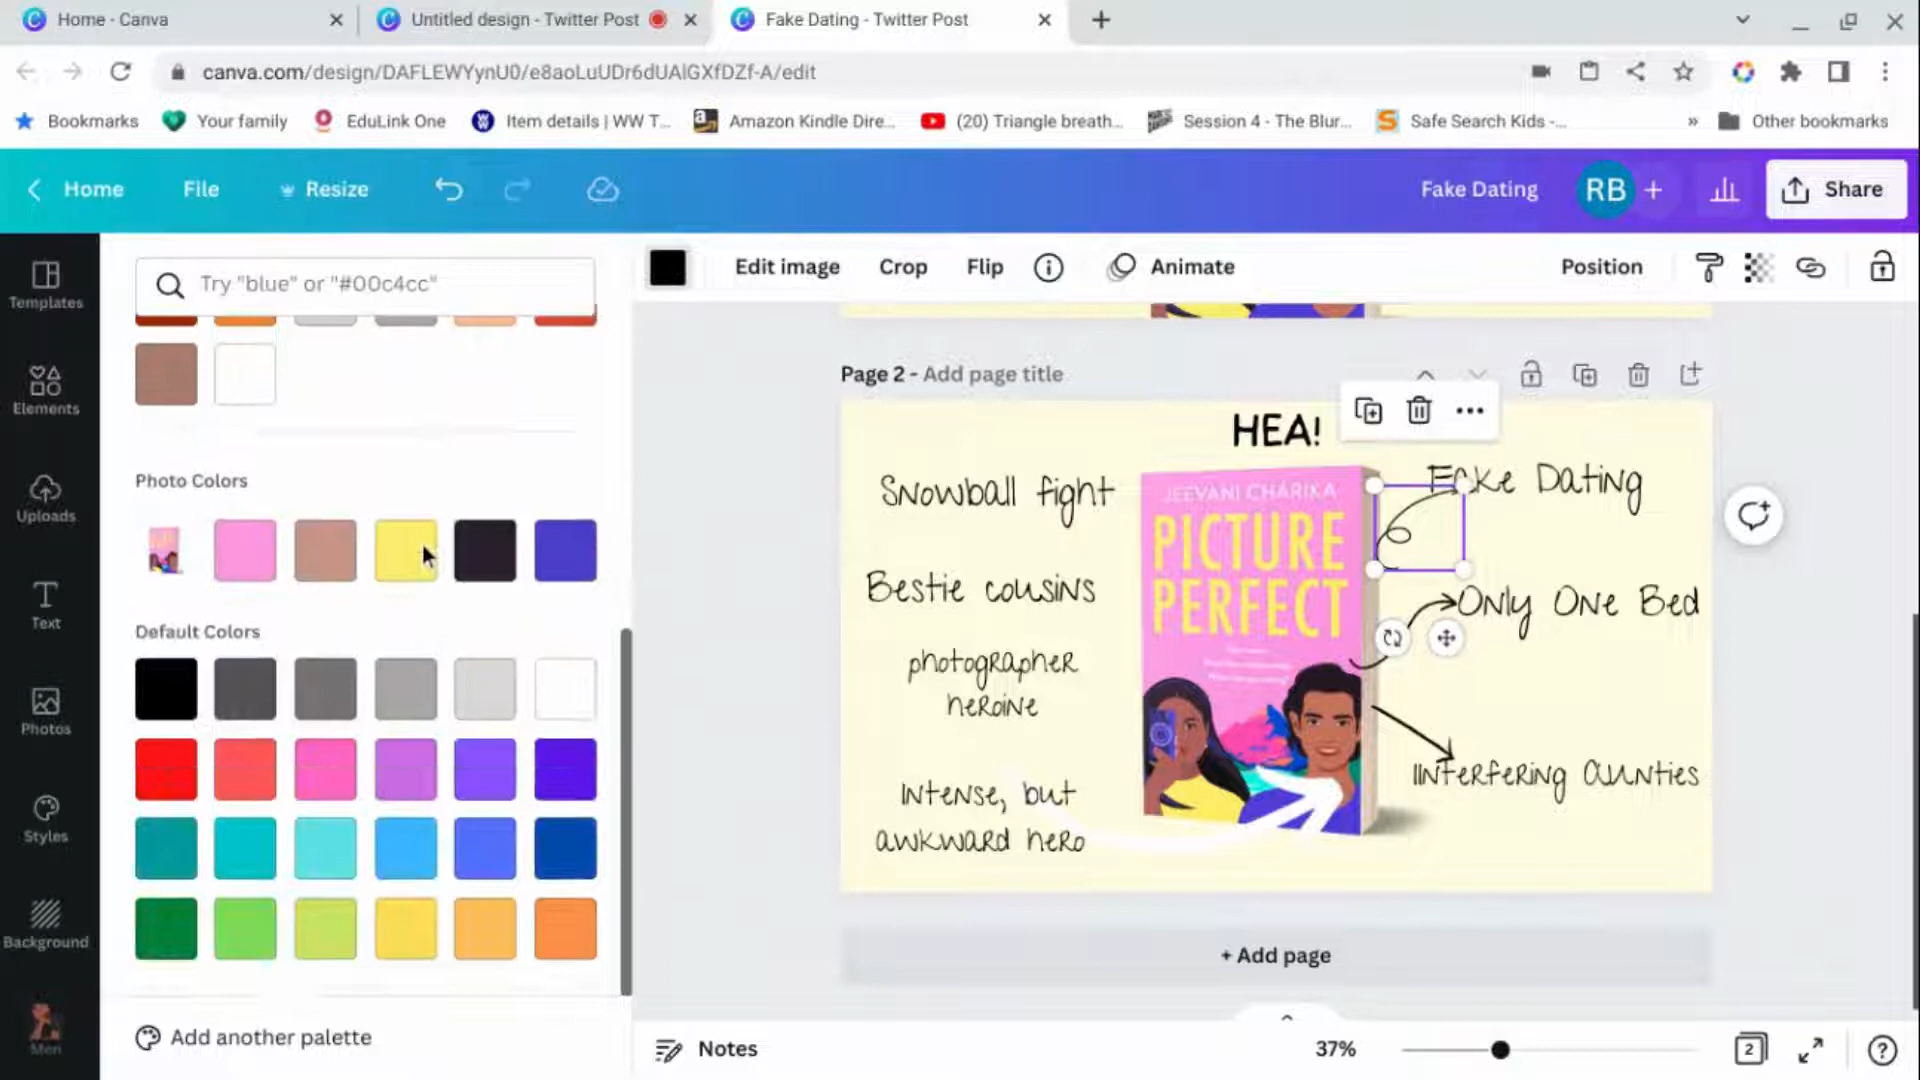 Home - Canva
Untitled design - Twitter Post
Fake Dating - Twitter Post
canva.com/design/DAFLEWYynU0/e8aoLuUDr6dUAlGXfDZf-A/edit
Bookmarks
Your family
EduLink One
Item details | WW T...
Amazon Kindle Dire...
(20) Triangle breath...
Session 4 - The Blur...
Safe Search Kids -...
»
Other bookmarks
Home
File
Resize
Fake Dating
RB
+
Share
Templates
Elements
Uploads
Text
Photos
Styles
Background
Try "blue" or "#00c4cc"
Photo Colors
Default Colors
Add another palette
Edit image
Crop
Flip
Animate
Position
Page 2 - Add page title
HEA!
Snowball fight
Bestie cousins
photographer
heroine
Intense, but
awkward hero
JEEVANI CHARIKA
PICTURE
PERFECT
Fake Dating
Only One Bed
Interfering Aunties
+ Add page
Notes
37%
2